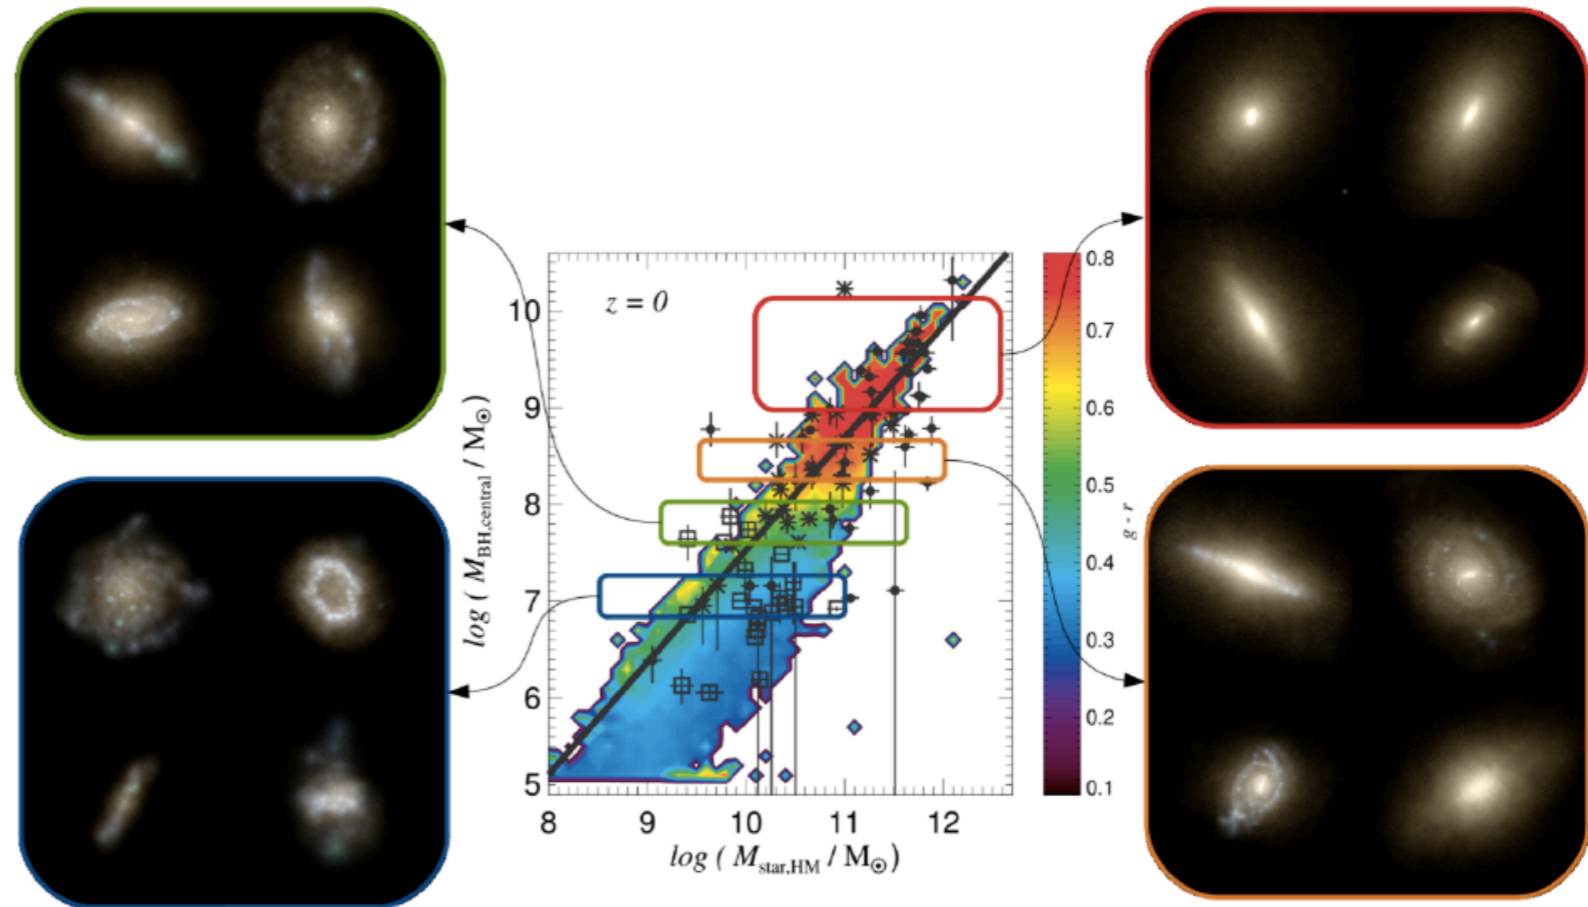 z = 0
log ( M_BH,central / M_⊙ )
10
9
8
7
6
5
8 9 10 11 12
log ( M_star,HM / M_⊙ )
0.8
0.7
0.6
0.5
0.4
0.3
0.2
0.1
g - r